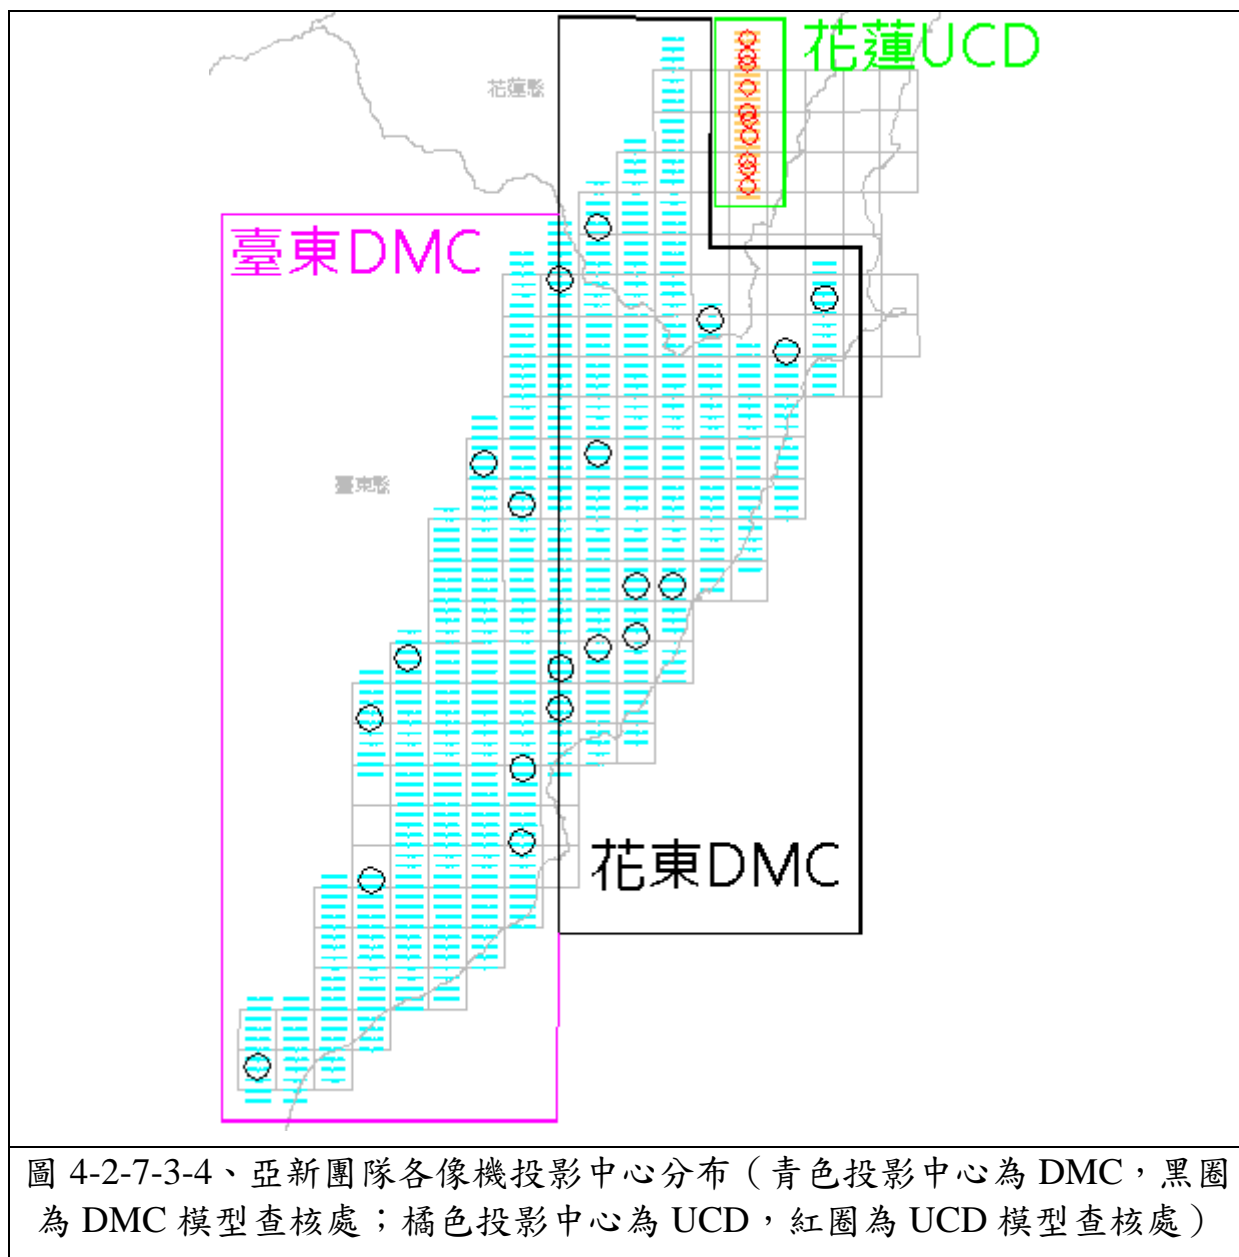 花蓮UCD
花蓮縣
臺東DMC
臺東縣
花東DMC
圖 4-2-7-3-4、亞新團隊各像機投影中心分布（青色投影中心為 DMC，黑圈
為 DMC 模型查核處；橘色投影中心為 UCD，紅圈為 UCD 模型查核處）